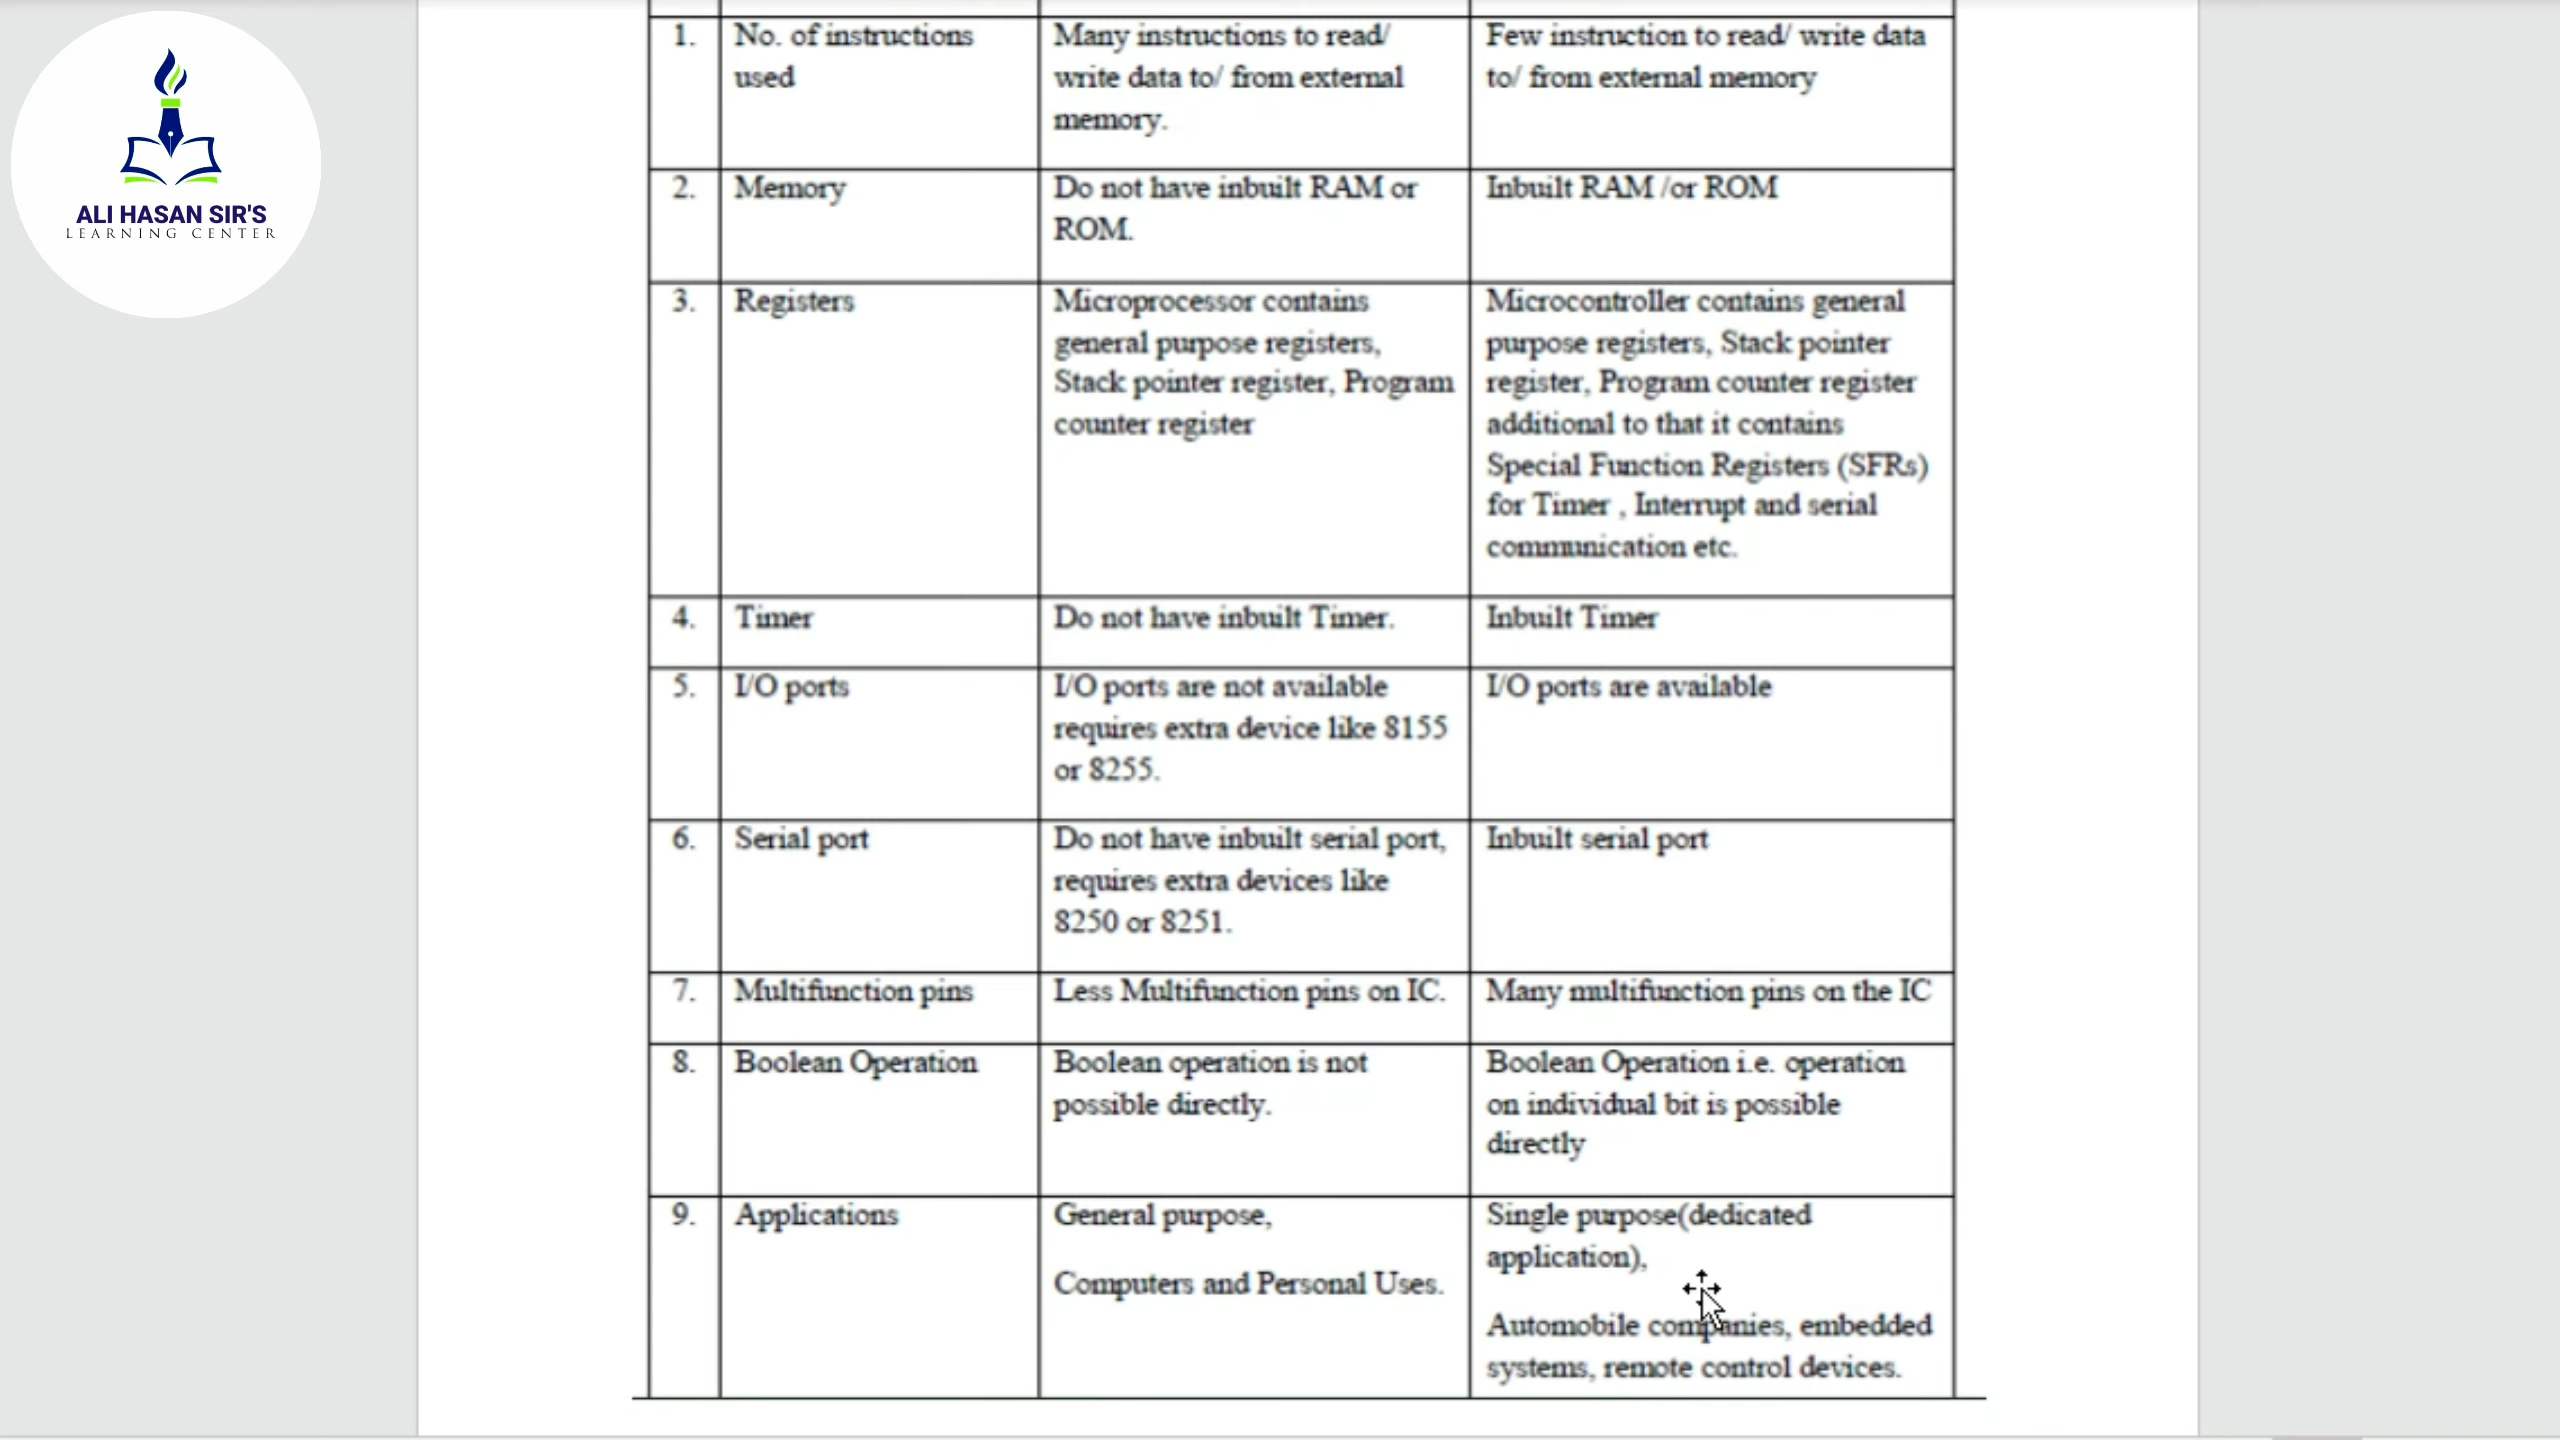 ALI HASAN SIR'S
LEARNING CENTER
1. No. of instructions used
Many instructions to read/
write data to/ from external
memory.
Few instruction to read/ write data
to/ from external memory
2. Memory
Do not have inbuilt RAM or
ROM.
Inbuilt RAM /or ROM
3. Registers
Microprocessor contains
general purpose registers,
Stack pointer register, Program
counter register
Microcontroller contains general
purpose registers, Stack pointer
register, Program counter register
additional to that it contains
Special Function Registers (SFRs)
for Timer , Interrupt and serial
communication etc.
4. Timer
Do not have inbuilt Timer.
Inbuilt Timer
5. I/O ports
I/O ports are not available
requires extra device like 8155
or 8255.
I/O ports are available
6. Serial port
Do not have inbuilt serial port,
requires extra devices like
8250 or 8251.
Inbuilt serial port
7. Multifunction pins
Less Multifunction pins on IC.
Many multifunction pins on the IC
8. Boolean Operation
Boolean operation is not
possible directly.
Boolean Operation i.e. operation
on individual bit is possible
directly
9. Applications
General purpose,
Computers and Personal Uses.
Single purpose(dedicated
application),
Automobile companies, embedded
systems, remote control devices.